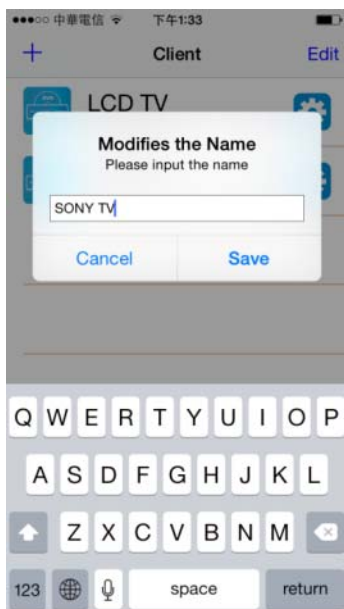 中華電信 下午1:33
+ Client Edit
LCD TV
Modifies the Name
Please input the name
SONY TV
Cancel Save
Q W E R T Y U I O P
A S D F G H J K L
Z X C V B N M
123 space return